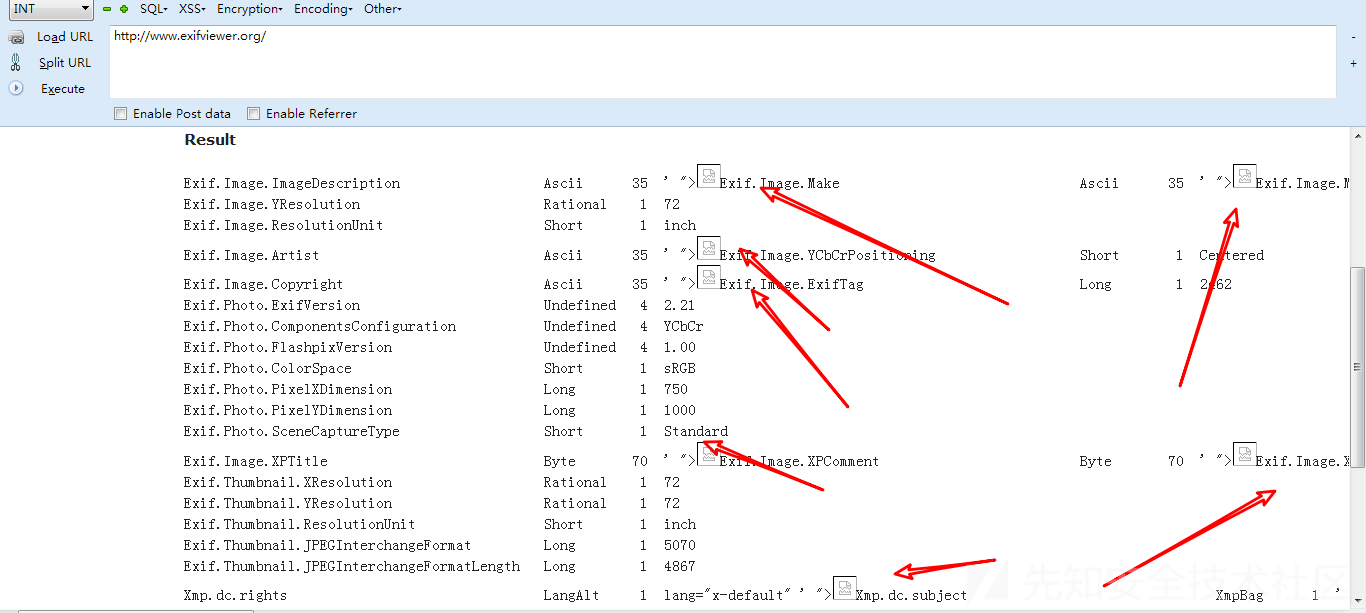 INT SQL▾ XSS▾ Encryption▾ Encoding▾ Other▾
Load URL http://www.exifviewer.org/
Split URL
Execute
Enable Post data Enable Referrer
Result
Exif.Image.ImageDescription Ascii 35 ' "> Exif.Image.Make Ascii 35 ' "> Exif.Image.M
Exif.Image.YResolution Rational 1 72
Exif.Image.ResolutionUnit Short 1 inch
Exif.Image.Artist Ascii 35 ' "> Exif.Image.YCbCrPositioning Short 1 Centered
Exif.Image.Copyright Ascii 35 ' "> Exif.Image.ExifTag Long 1 2462
Exif.Photo.ExifVersion Undefined 4 2.21
Exif.Photo.ComponentsConfiguration Undefined 4 YCbCr
Exif.Photo.FlashpixVersion Undefined 4 1.00
Exif.Photo.ColorSpace Short 1 sRGB
Exif.Photo.PixelXDimension Long 1 750
Exif.Photo.PixelYDimension Long 1 1000
Exif.Photo.SceneCaptureType Short 1 Standard
Exif.Image.XPTitle Byte 70 ' "> Exif.Image.XPComment Byte 70 ' "> Exif.Image.X
Exif.Thumbnail.XResolution Rational 1 72
Exif.Thumbnail.YResolution Rational 1 72
Exif.Thumbnail.ResolutionUnit Short 1 inch
Exif.Thumbnail.JPEGInterchangeFormat Long 1 5070
Exif.Thumbnail.JPEGInterchangeFormatLength Long 1 4867
Xmp.dc.rights LangAlt 1 lang="x-default" ' "> Xmp.dc.subject XmpBag 1 '
先知安全技术社区